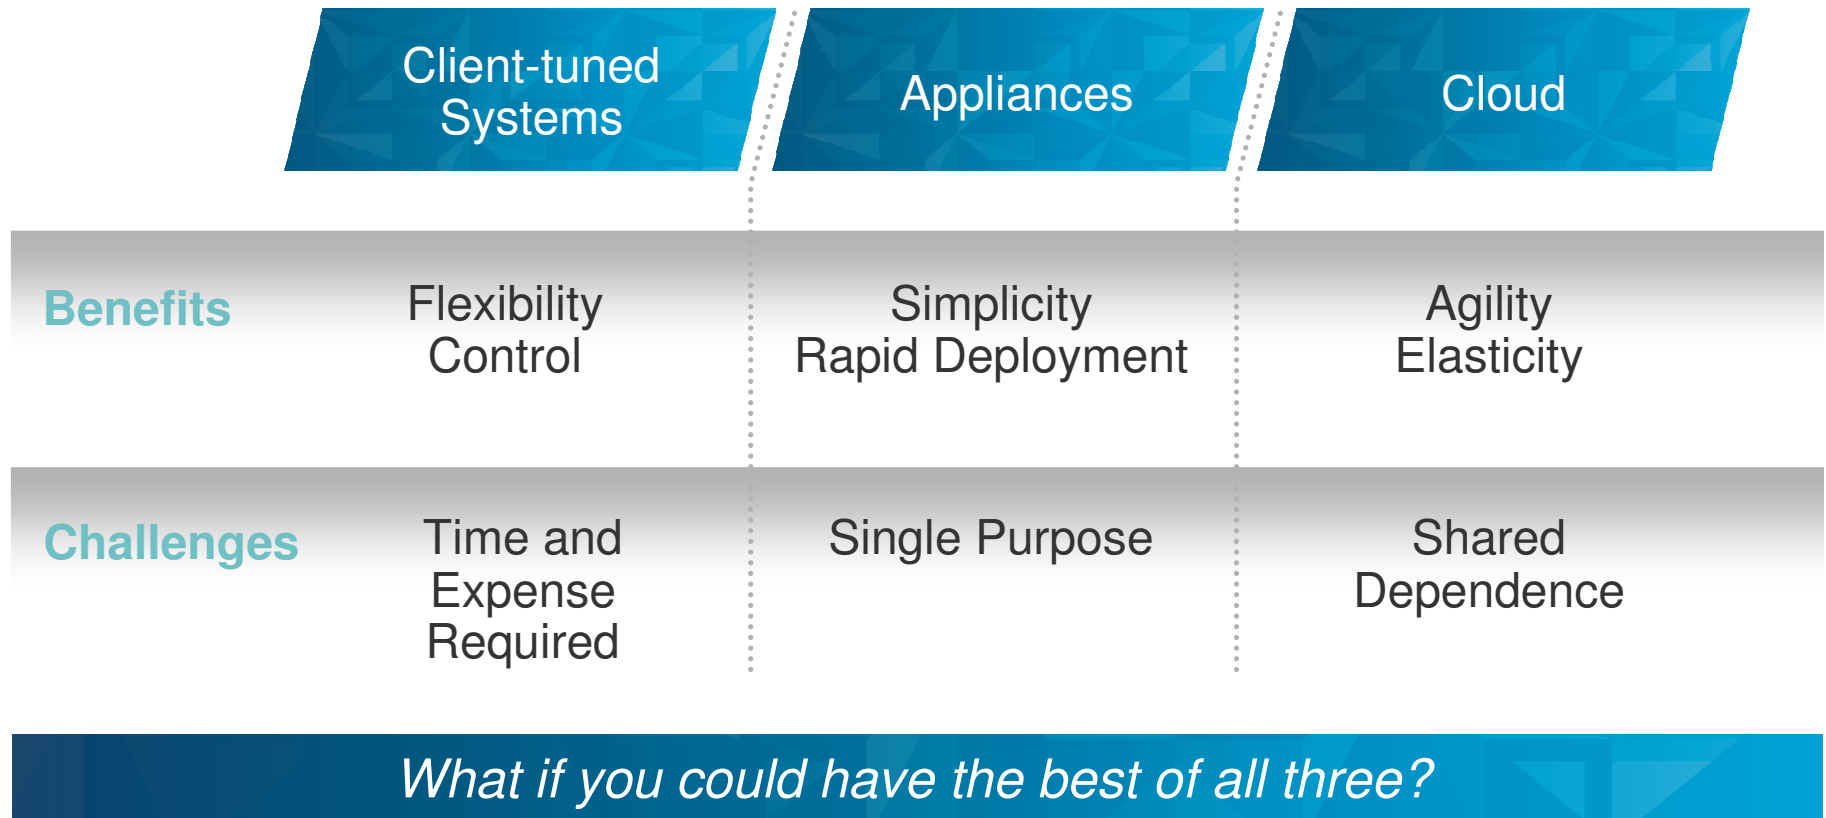 Client-tuned
Systems
Appliances
Cloud
Benefits
Flexibility
Control
Simplicity
Rapid Deployment
Agility
Elasticity
Challenges
Time and
Expense
Required
Single Purpose
Shared
Dependence
What if you could have the best of all three?